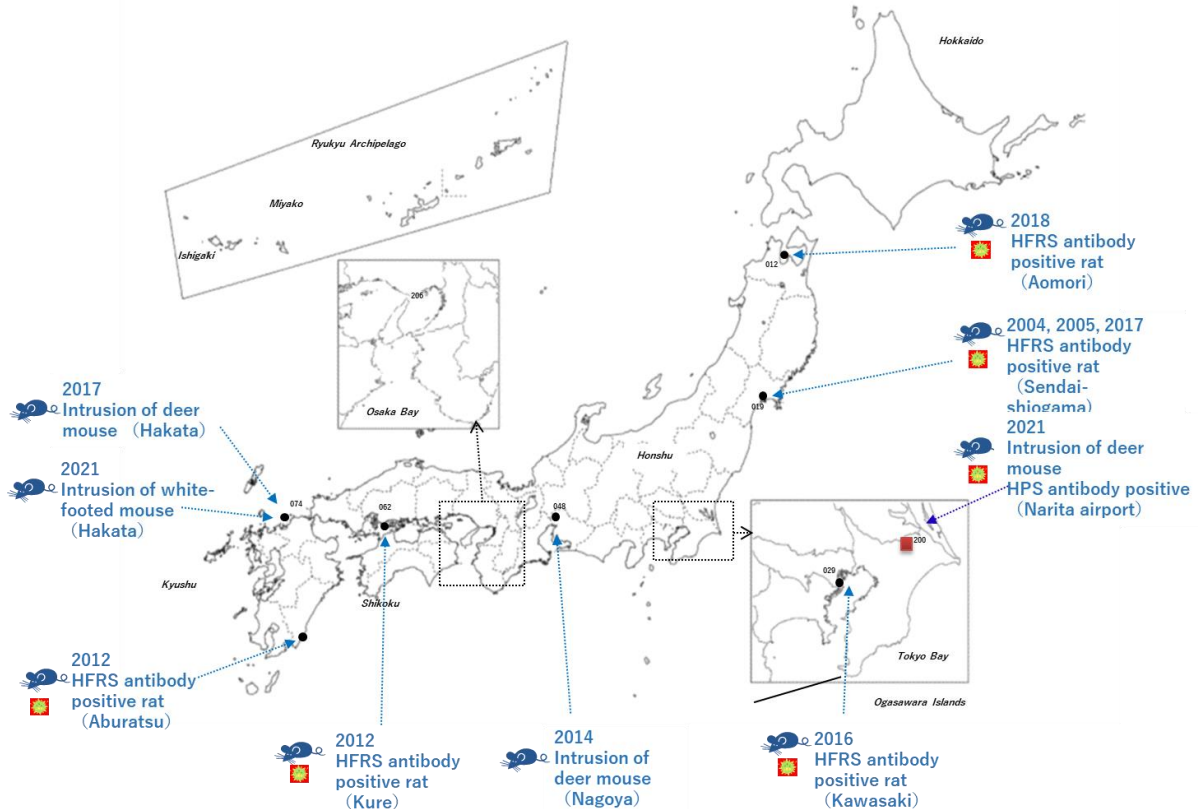 Hokkaido
Ryukyu Archipelago
Miyako
Ishigaki
2018
HFRS antibody
positive rat
（Aomori）
012
206
Osaka Bay
2004, 2005, 2017
HFRS antibody
positive rat
（Sendai-
shiogama)
019
2017
Intrusion of deer
mouse （Hakata）
2021
Intrusion of deer
mouse
HPS antibody positive
(Narita airport）
Honshu
2021
Intrusion of white-
footed mouse
（Hakata）
074
062
048
200
029
Kyushu
Shikoku
Tokyo Bay
Ogasawara Islands
2012
HFRS antibody
positive rat
（Aburatsu）
2012
HFRS antibody
positive rat
（Kure）
2014
Intrusion of
deer mouse
（Nagoya）
2016
HFRS antibody
positive rat
（Kawasaki）